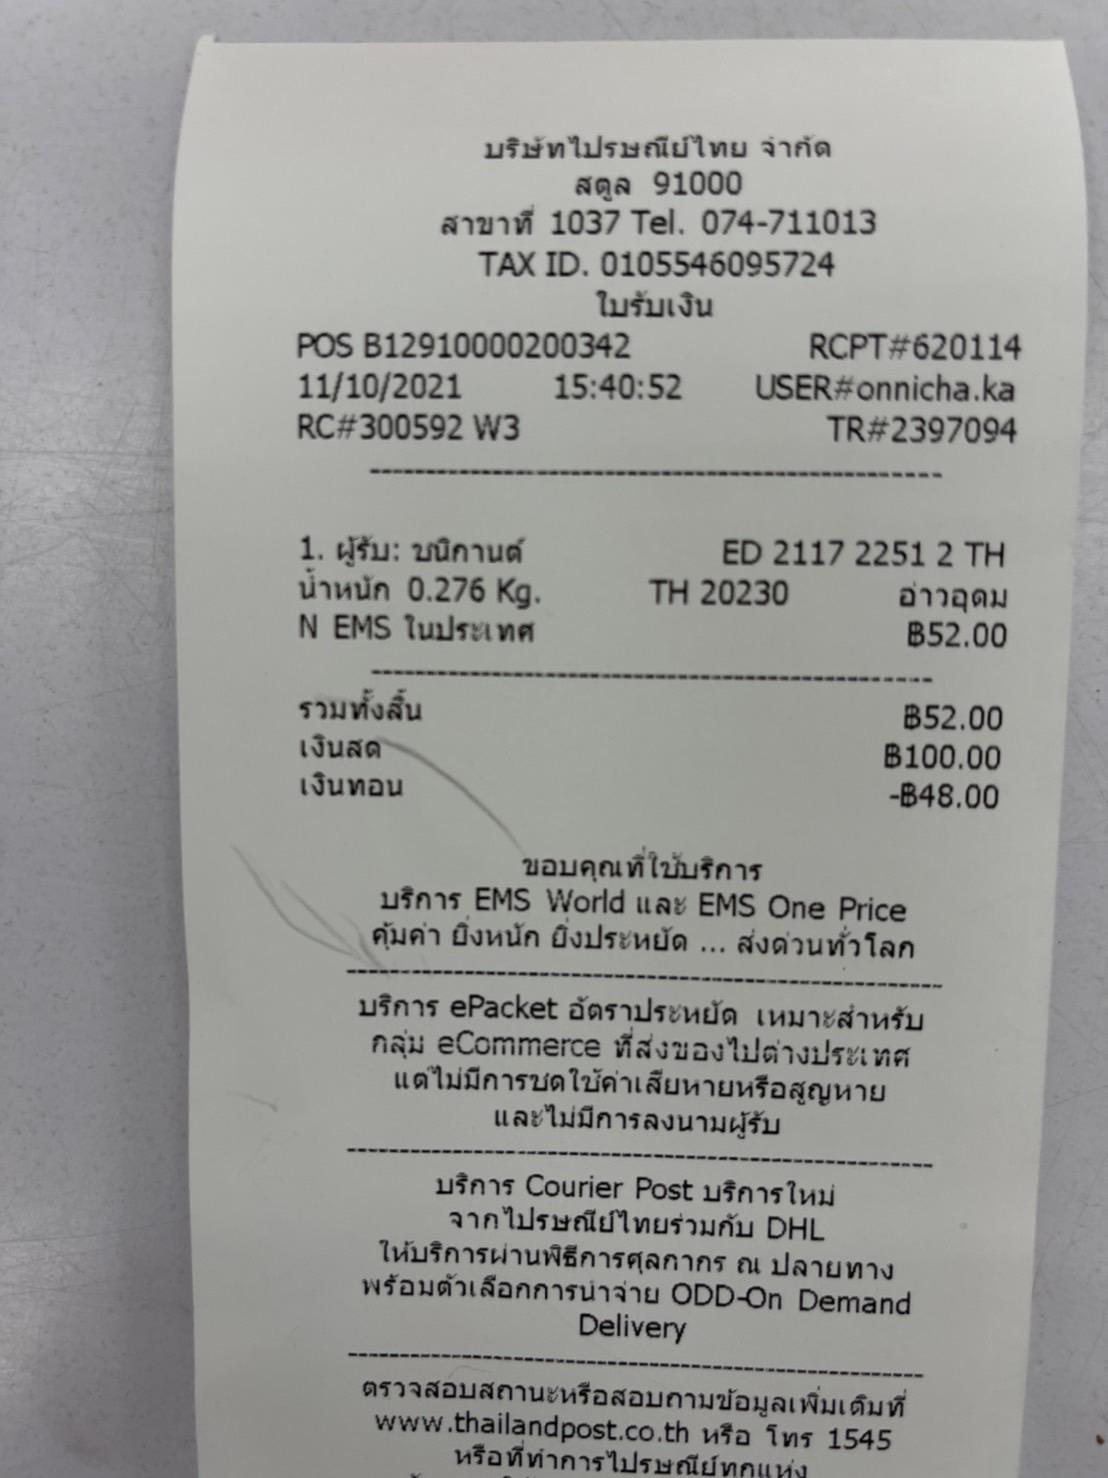 บริษัทไปรษณีย์ไทย จำกัด
สตูล 91000
สาขาที่ 1037 Tel. 074-711013
TAX ID. 0105546095724
ใบรับเงิน
POS B12910000200342 RCPT#620114
11/10/2021 15:40:52 USER#onnicha.ka
RC#300592 W3 TR#2397094
1. ผู้รับ: ชนิกานต์ ED 2117 2251 2 TH
น้ำหนัก 0.276 Kg. TH 20230 อ่าวอุดม
N EMS ในประเทศ ฿52.00
รวมทั้งสิ้น ฿52.00
เงินสด ฿100.00
เงินทอน -฿48.00
ขอบคุณที่ใช้บริการ
บริการ EMS World และ EMS One Price
คุ้มค่า ยิ่งหนัก ยิ่งประหยัด ... ส่งด่วนทั่วโลก
บริการ ePacket อัตราประหยัด เหมาะสำหรับ
กลุ่ม eCommerce ที่ส่งของไปต่างประเทศ
แต่ไม่มีการชดใช้ค่าเสียหายหรือสูญหาย
และไม่มีการลงนามผู้รับ
บริการ Courier Post บริการใหม่
จากไปรษณีย์ไทยร่วมกับ DHL
ให้บริการผ่านพิธีการศุลกากร ณ ปลายทาง
พร้อมตัวเลือกการนำจ่าย ODD-On Demand
Delivery
ตรวจสอบสถานะหรือสอบถามข้อมูลเพิ่มเติมที่
www.thailandpost.co.th หรือ โทร 1545
หรือที่ทำการไปรษณีย์ทุกแห่ง